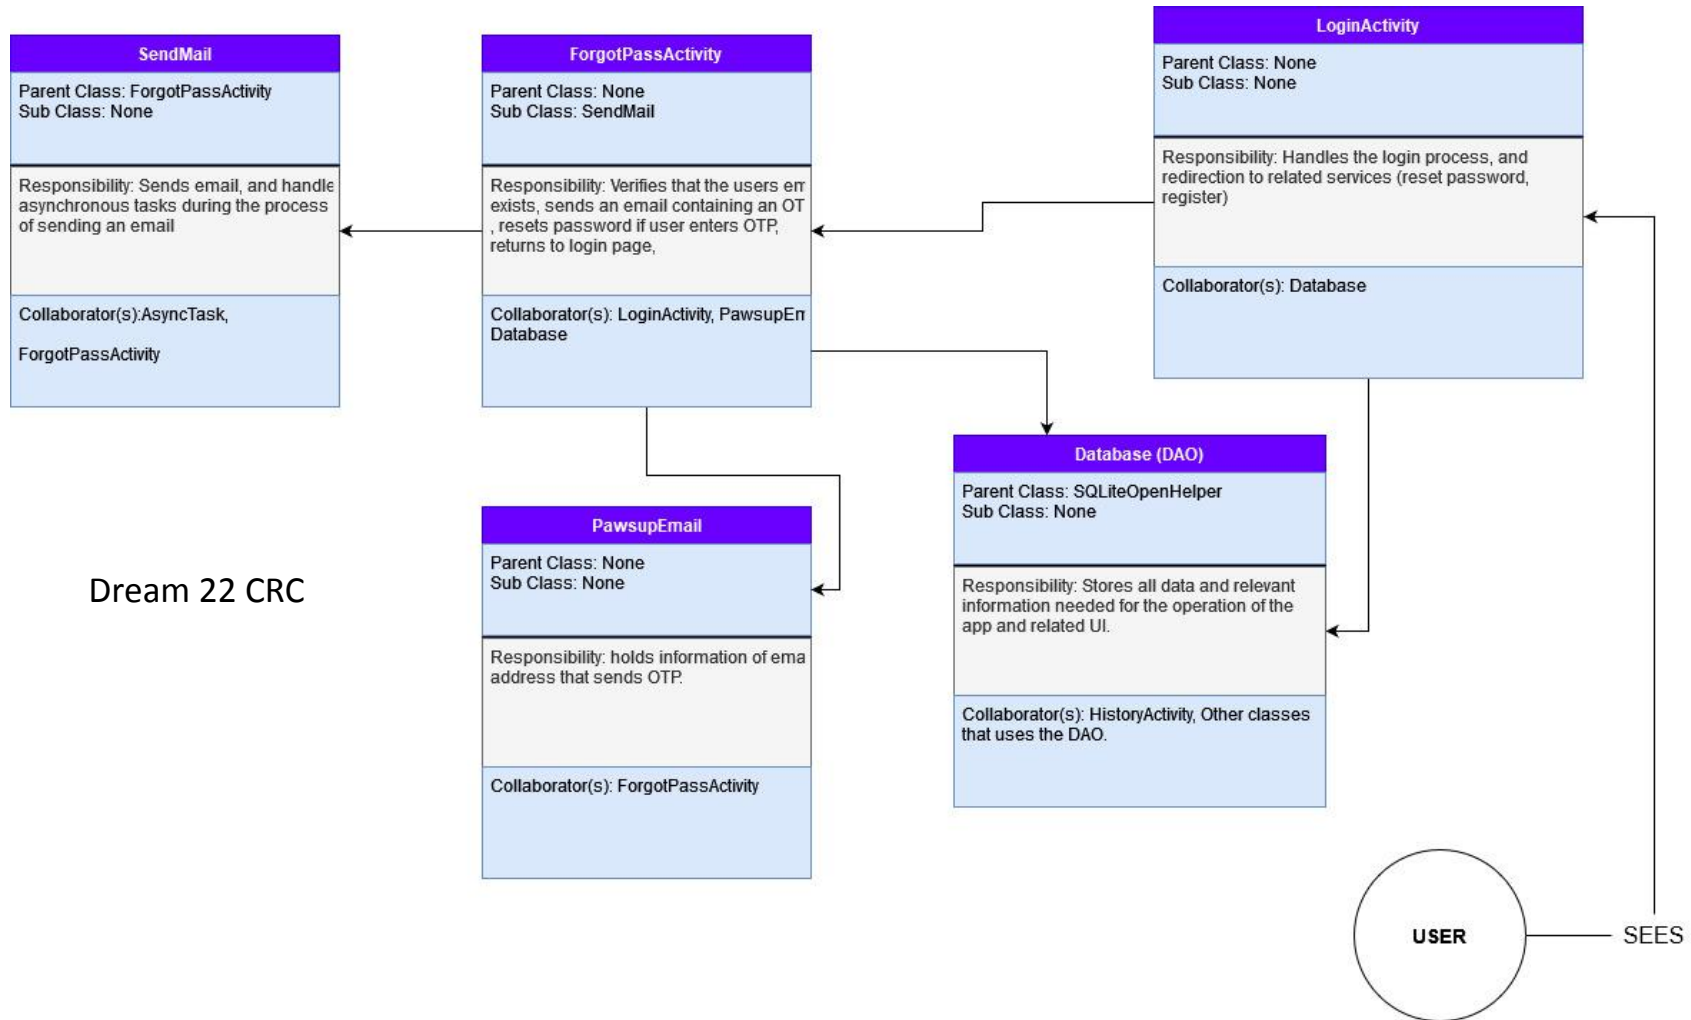 SendMail
Parent Class: ForgotPassActivity
Sub Class: None
Responsibility: Sends email, and handle
asynchronous tasks during the process
of sending an email
Collaborator(s):AsyncTask,
ForgotPassActivity
ForgotPassActivity
Parent Class: None
Sub Class: SendMail
Responsibility: Verifies that the users em
exists, sends an email containing an OT
, resets password if user enters OTP,
returns to login page,
Collaborator(s): LoginActivity, PawsupEm
Database
LoginActivity
Parent Class: None
Sub Class: None
Responsibility: Handles the login process, and
redirection to related services (reset password,
register)
Collaborator(s): Database
Database (DAO)
Parent Class: SQLiteOpenHelper
Sub Class: None
Responsibility: Stores all data and relevant
information needed for the operation of the
app and related UI.
Collaborator(s): HistoryActivity, Other classes
that uses the DAO.
PawsupEmail
Parent Class: None
Sub Class: None
Responsibility: holds information of ema
address that sends OTP.
Collaborator(s): ForgotPassActivity
Dream 22 CRC
USER
SEES